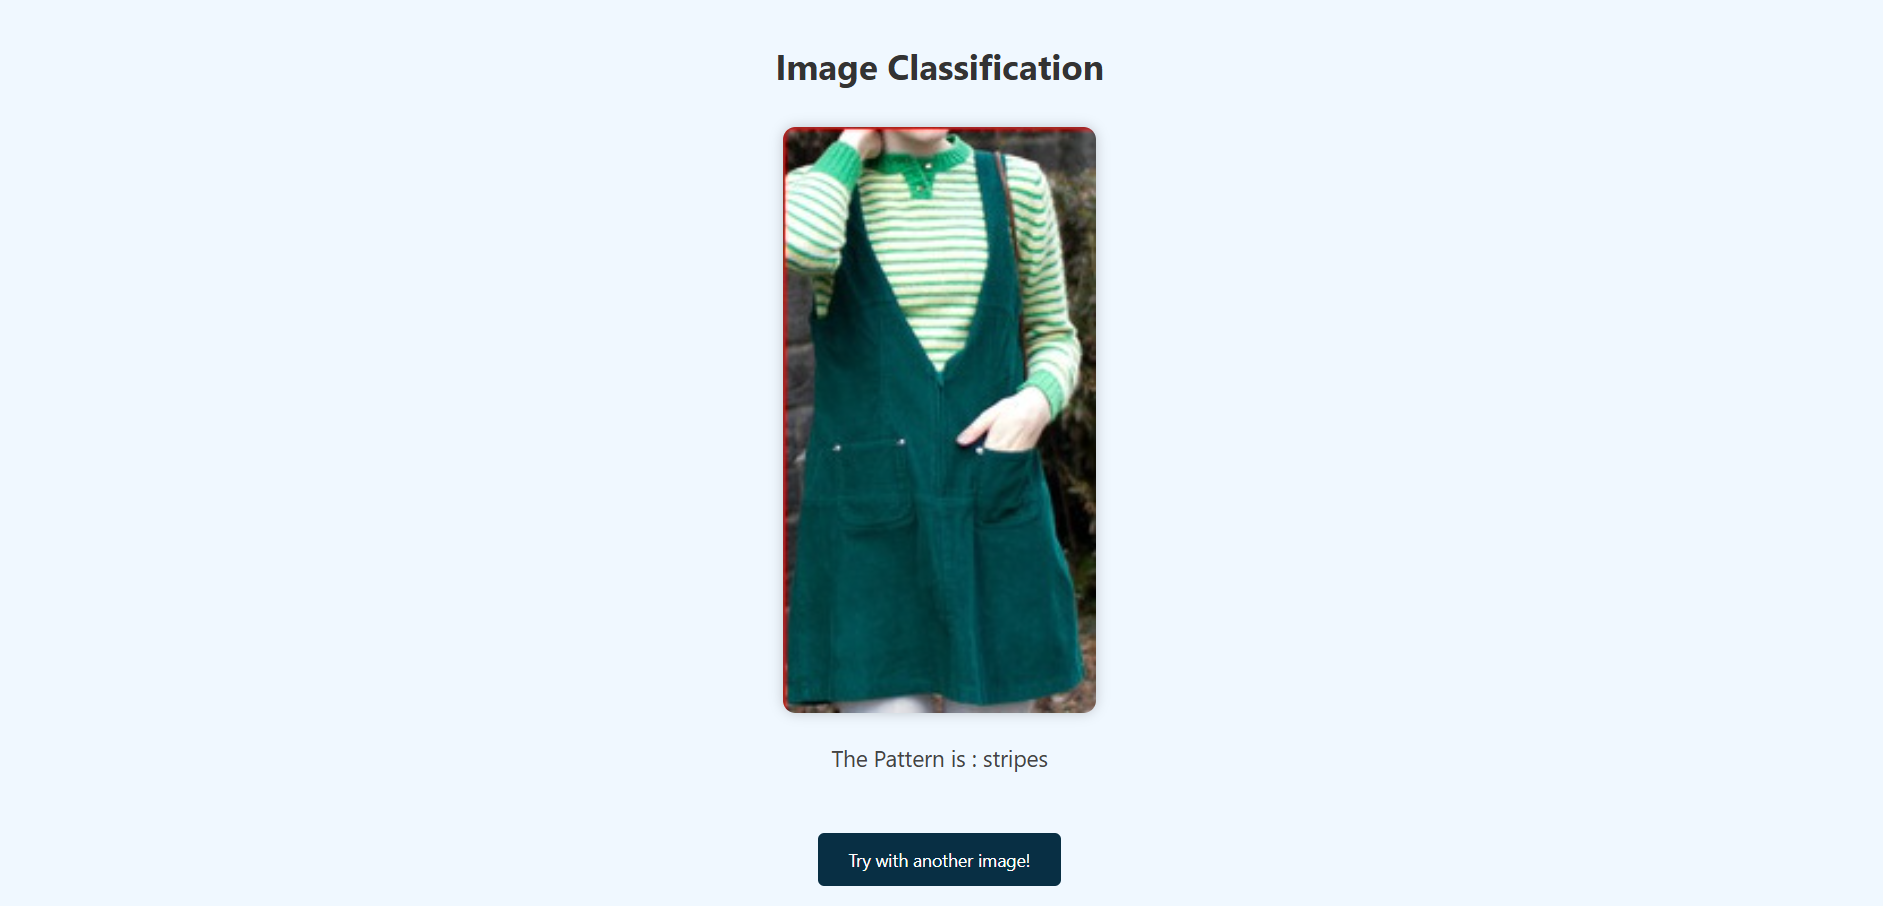 Image Classification
The Pattern is : stripes
Try with another image!